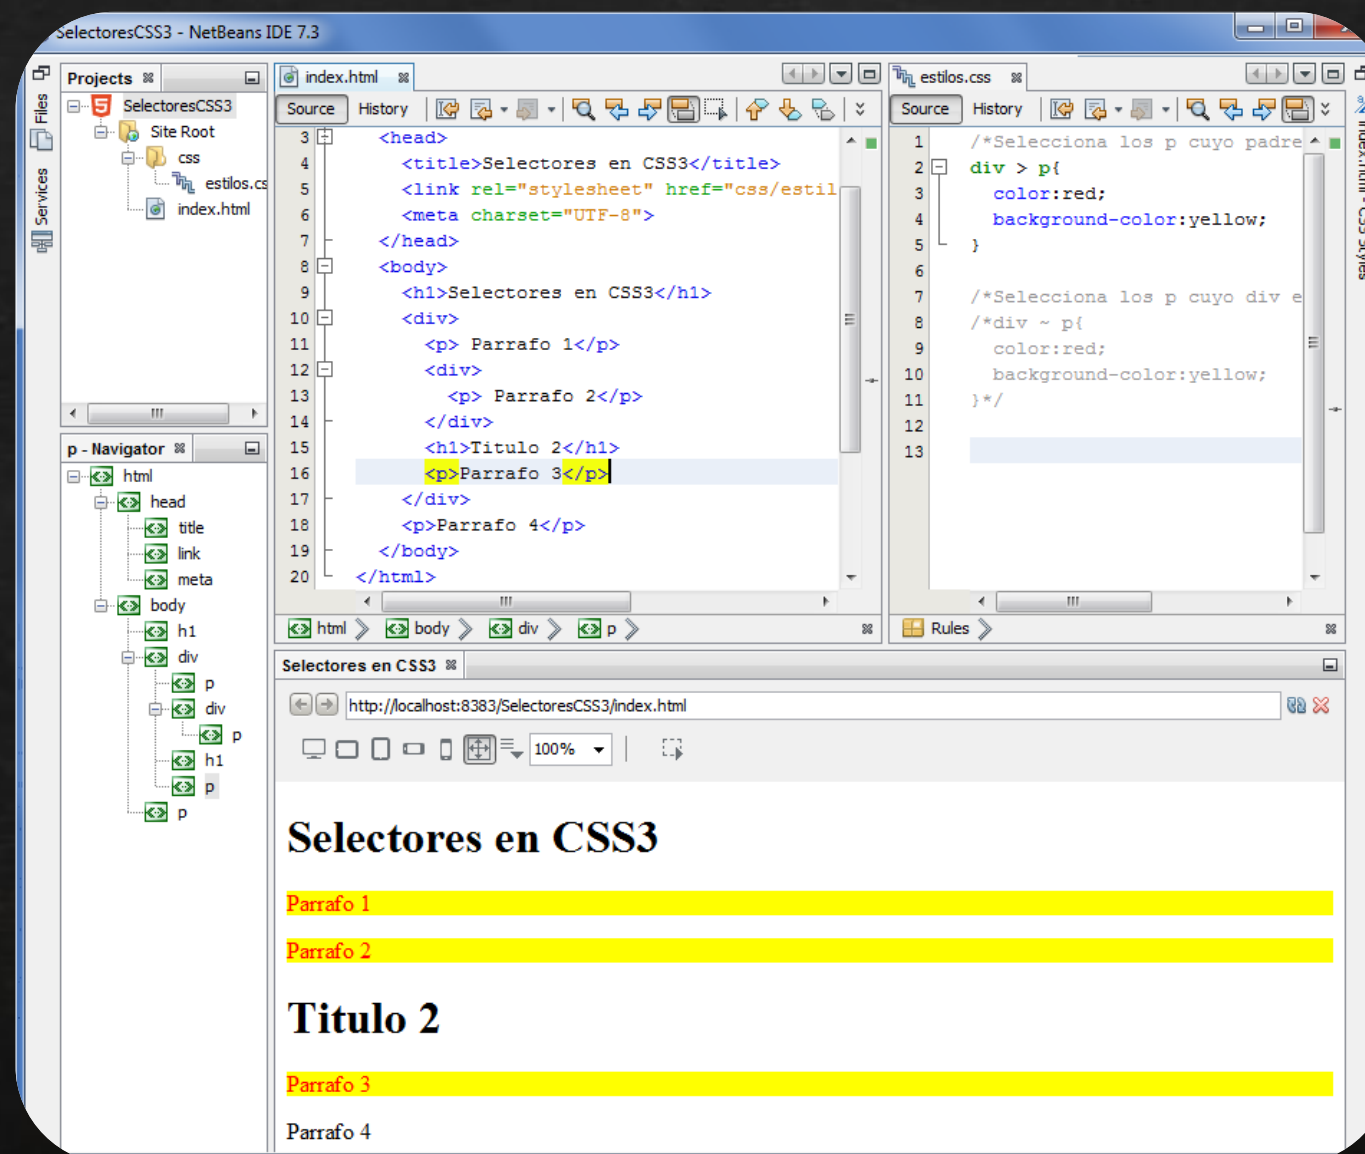 SelectoresCSS3 - NetBeans IDE 7.3
Files
Services
Projects
SelectoresCSS3
Site Root
css
estilos.cs
index.html
p - Navigator
html
head
title
link
meta
body
h1
div
p
div
p
h1
p
p
index.html
Source History
3 <head>
4 <title>Selectores en CSS3</title>
5 <link rel="stylesheet" href="css/estil
6 <meta charset="UTF-8">
7 </head>
8 <body>
9 <h1>Selectores en CSS3</h1>
10 <div>
11 <p> Parrafo 1</p>
12 <div>
13 <p> Parrafo 2</p>
14 </div>
15 <h1>Titulo 2</h1>
16 <p>Parrafo 3</p>
17 </div>
18 <p>Parrafo 4</p>
19 </body>
20 </html>
html body div p
estilos.css
Source History
1 /*Selecciona los p cuyo padre
2 div > p{
3 color:red;
4 background-color:yellow;
5 }
6
7 /*Selecciona los p cuyo div e
8 /*div ~ p{
9 color:red;
10 background-color:yellow;
11 }*/
12
13
Rules
index.html - CSS Styles
Selectores en CSS3
http://localhost:8383/SelectoresCSS3/index.html
100%
Selectores en CSS3
Parrafo 1
Parrafo 2
Titulo 2
Parrafo 3
Parrafo 4